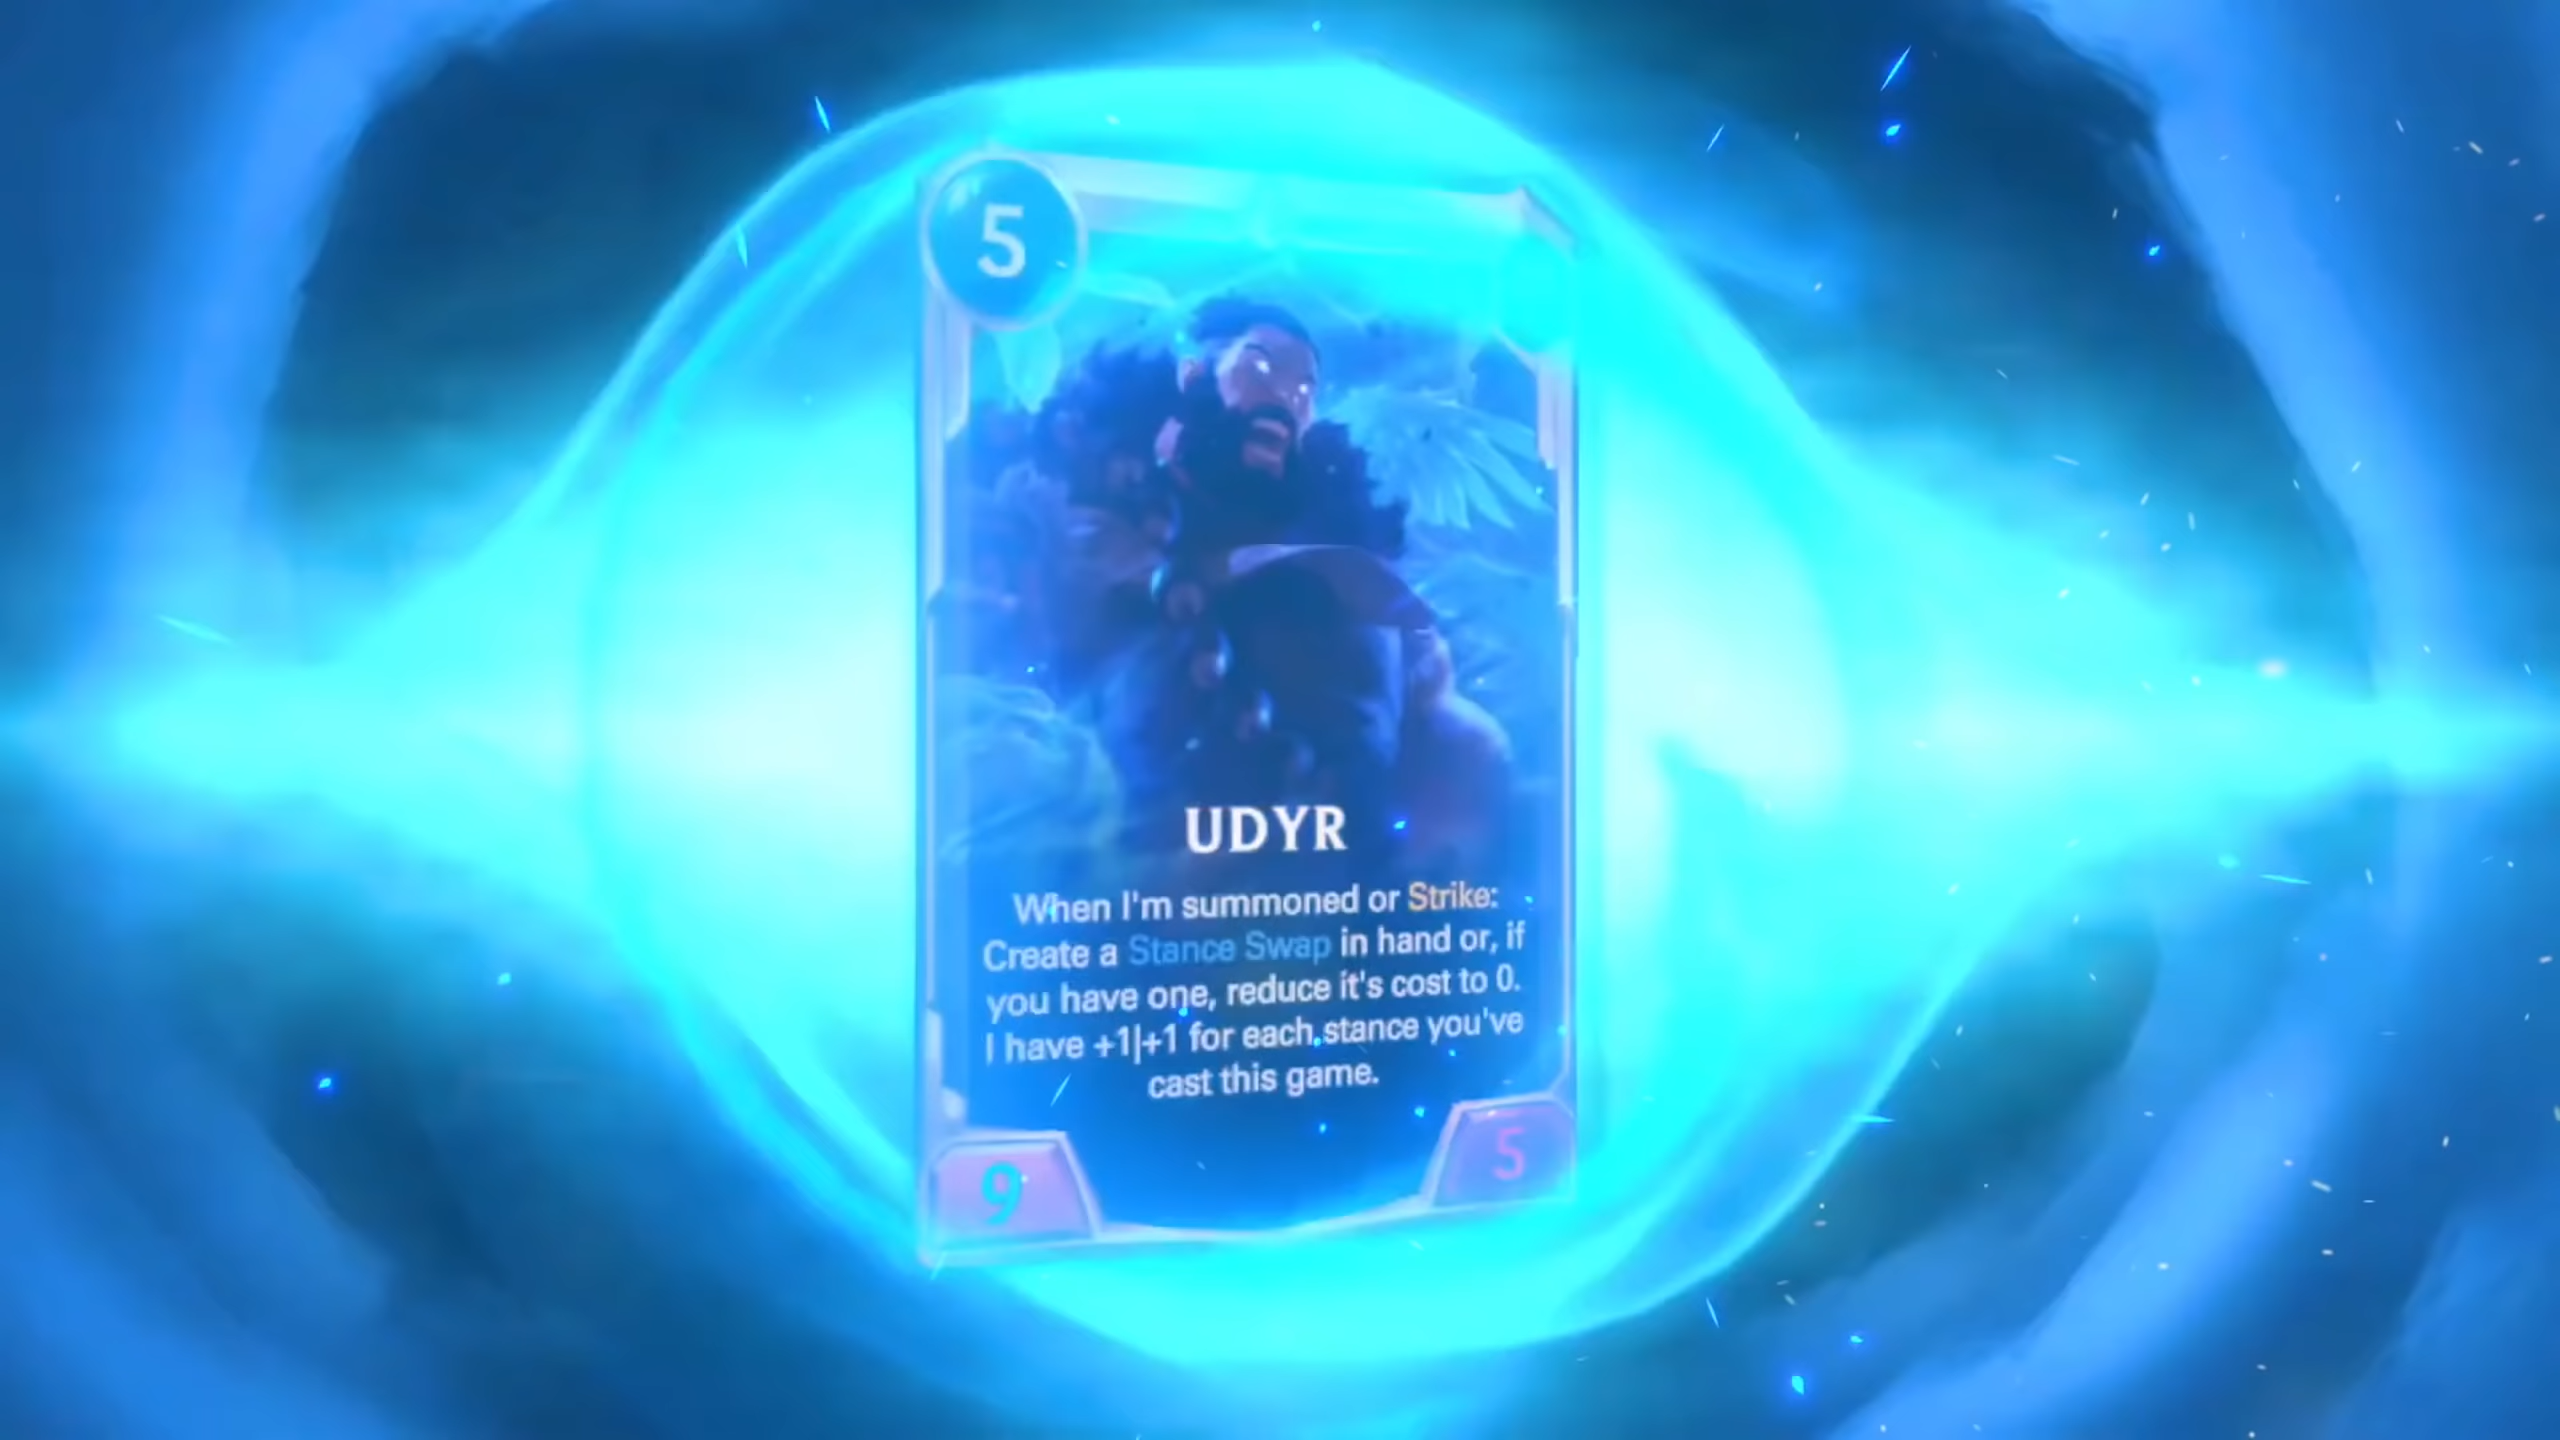 5
UDYR
When I'm summoned or Strike:
Create a Stance Swap in hand or, if
you have one, reduce it's cost to 0.
I have +1|+1 for each stance you've
cast this game.
9
5